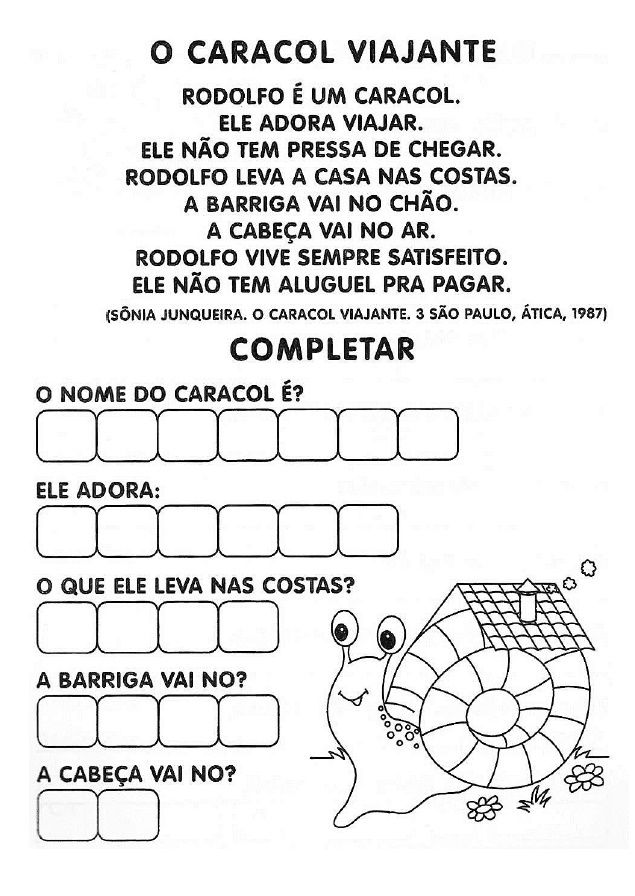 O CARACOL VIAJANTE
RODOLFO É UM CARACOL.
ELE ADORA VIAJAR.
ELE NÃO TEM PRESSA DE CHEGAR.
RODOLFO LEVA A CASA NAS COSTAS.
A BARRIGA VAI NO CHÃO.
A CABEÇA VAI NO AR.
RODOLFO VIVE SEMPRE SATISFEITO.
ELE NÃO TEM ALUGUEL PRA PAGAR.
(SÔNIA JUNQUEIRA. O CARACOL VIAJANTE. 3 SÃO PAULO, ÁTICA, 1987)
COMPLETAR
O NOME DO CARACOL É?
ELE ADORA:
O QUE ELE LEVA NAS COSTAS?
A BARRIGA VAI NO?
A CABEÇA VAI NO?